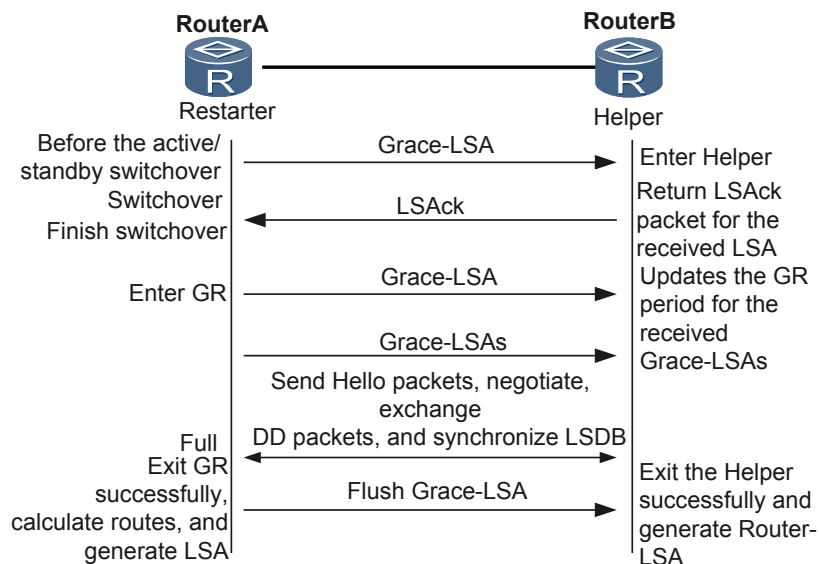 RouterA
RouterB
R
R
Restarter
Helper
Before the active/
standby switchover
Switchover
Finish switchover
Grace-LSA
Enter Helper
LSAck
Return LSAck
packet for the
received LSA
Enter GR
Grace-LSA
Updates the GR
period for the
received
Grace-LSAs
Grace-LSAs
Send Hello packets, negotiate,
exchange
DD packets, and synchronize LSDB
Full
Exit GR
successfully,
calculate routes, and
generate LSA
Flush Grace-LSA
Exit the Helper
successfully and
generate Router-
LSA